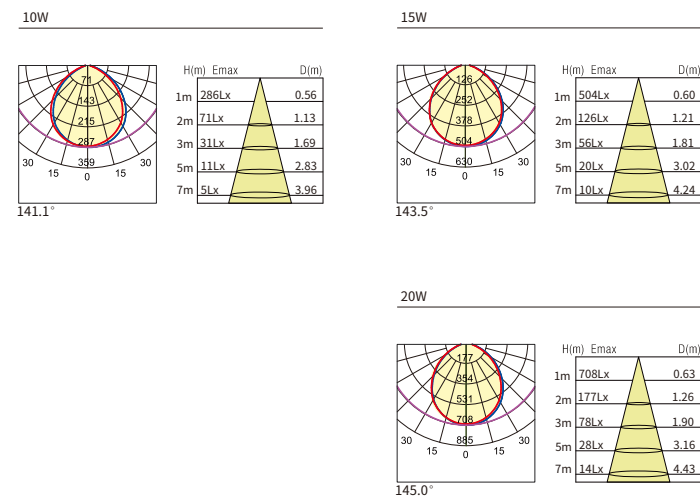 10W
71
143
215
287
359
30
15
0
15
30
141.1°
H(m) Emax D(m)
1m 286Lx 0.56
2m 71Lx 1.13
3m 31Lx 1.69
5m 11Lx 2.83
7m 5Lx 3.96
15W
126
252
378
504
630
30
15
0
15
30
143.5°
H(m) Emax D(m)
1m 504Lx 0.60
2m 126Lx 1.21
3m 56Lx 1.81
5m 20Lx 3.02
7m 10Lx 4.24
20W
177
354
531
708
885
30
15
0
15
30
145.0°
H(m) Emax D(m)
1m 708Lx 0.63
2m 177Lx 1.26
3m 78Lx 1.90
5m 28Lx 3.16
7m 14Lx 4.43